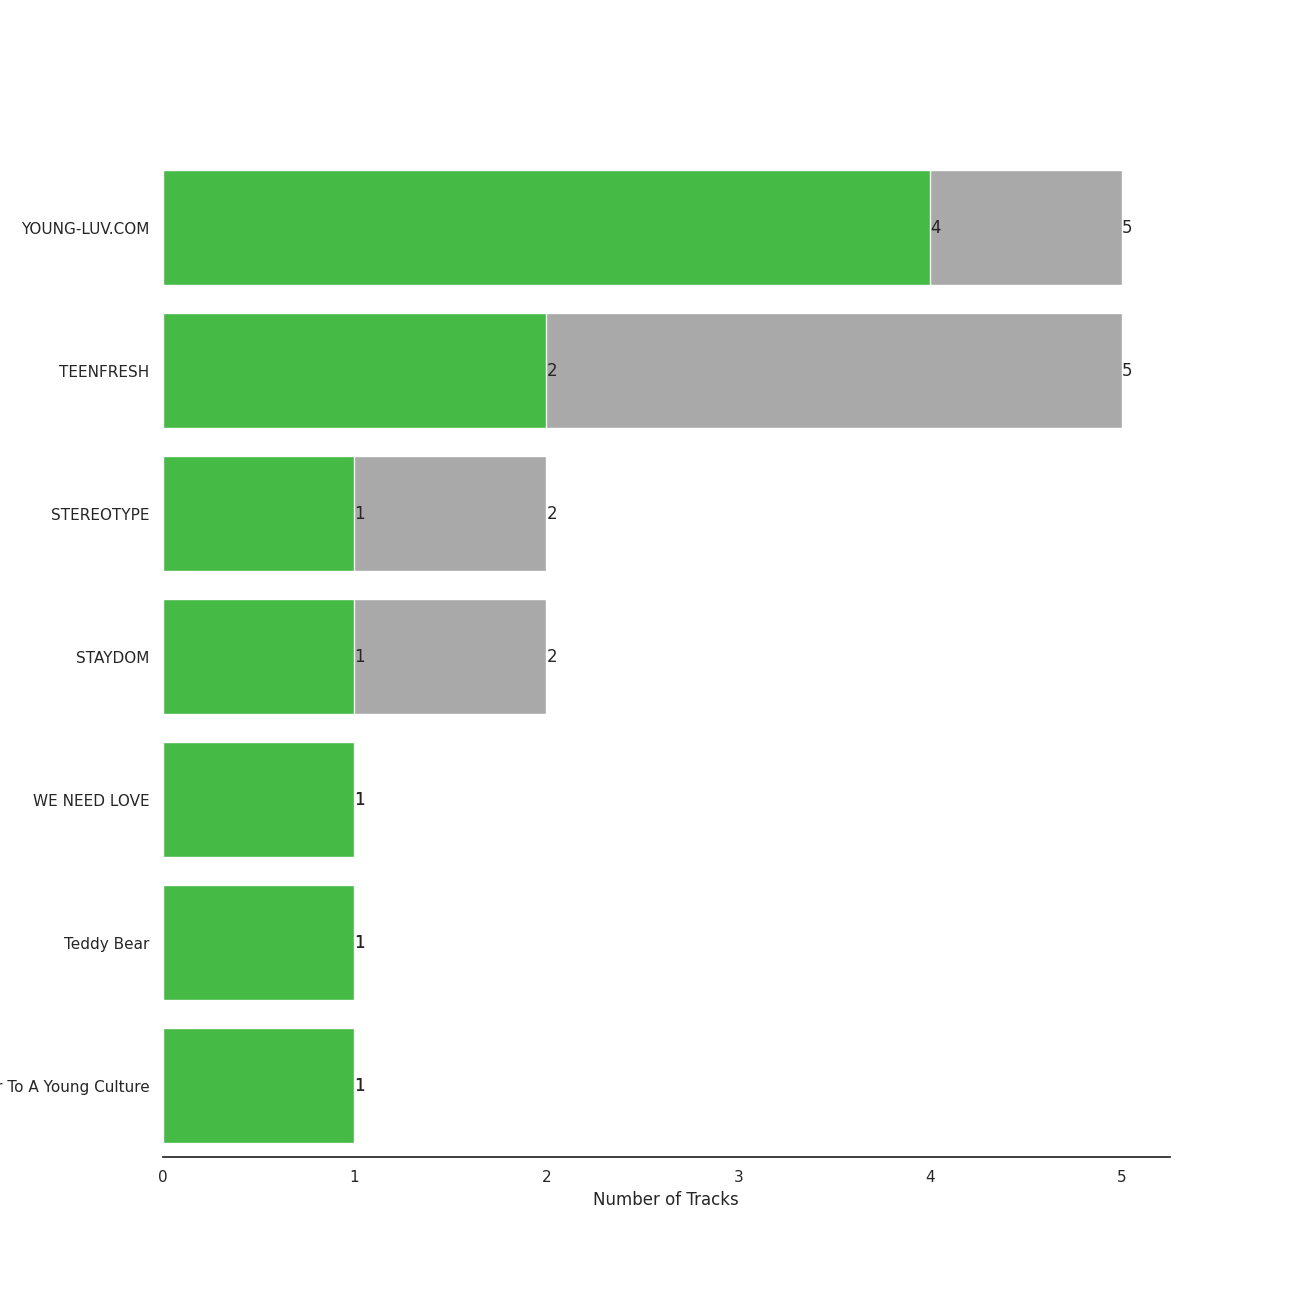 YOUNG-LUV.COM 4 5
TEENFRESH 2 5
STEREOTYPE 1 2
STAYDOM 1 2
WE NEED LOVE 1
Teddy Bear 1
To A Young Culture 1
0 1 2 3 4 5
Number of Tracks